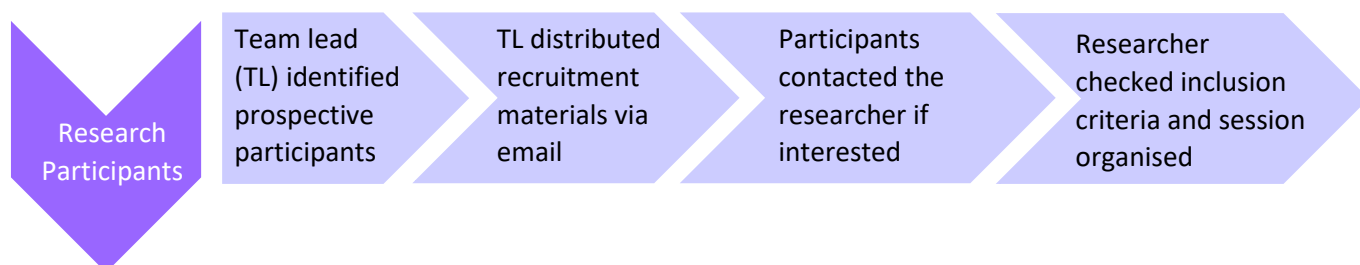 Research
Participants
Team lead
(TL) identified
prospective
participants
TL distributed
recruitment
materials via
email
Participants
contacted the
researcher if
interested
Researcher
checked inclusion
criteria and session
organised